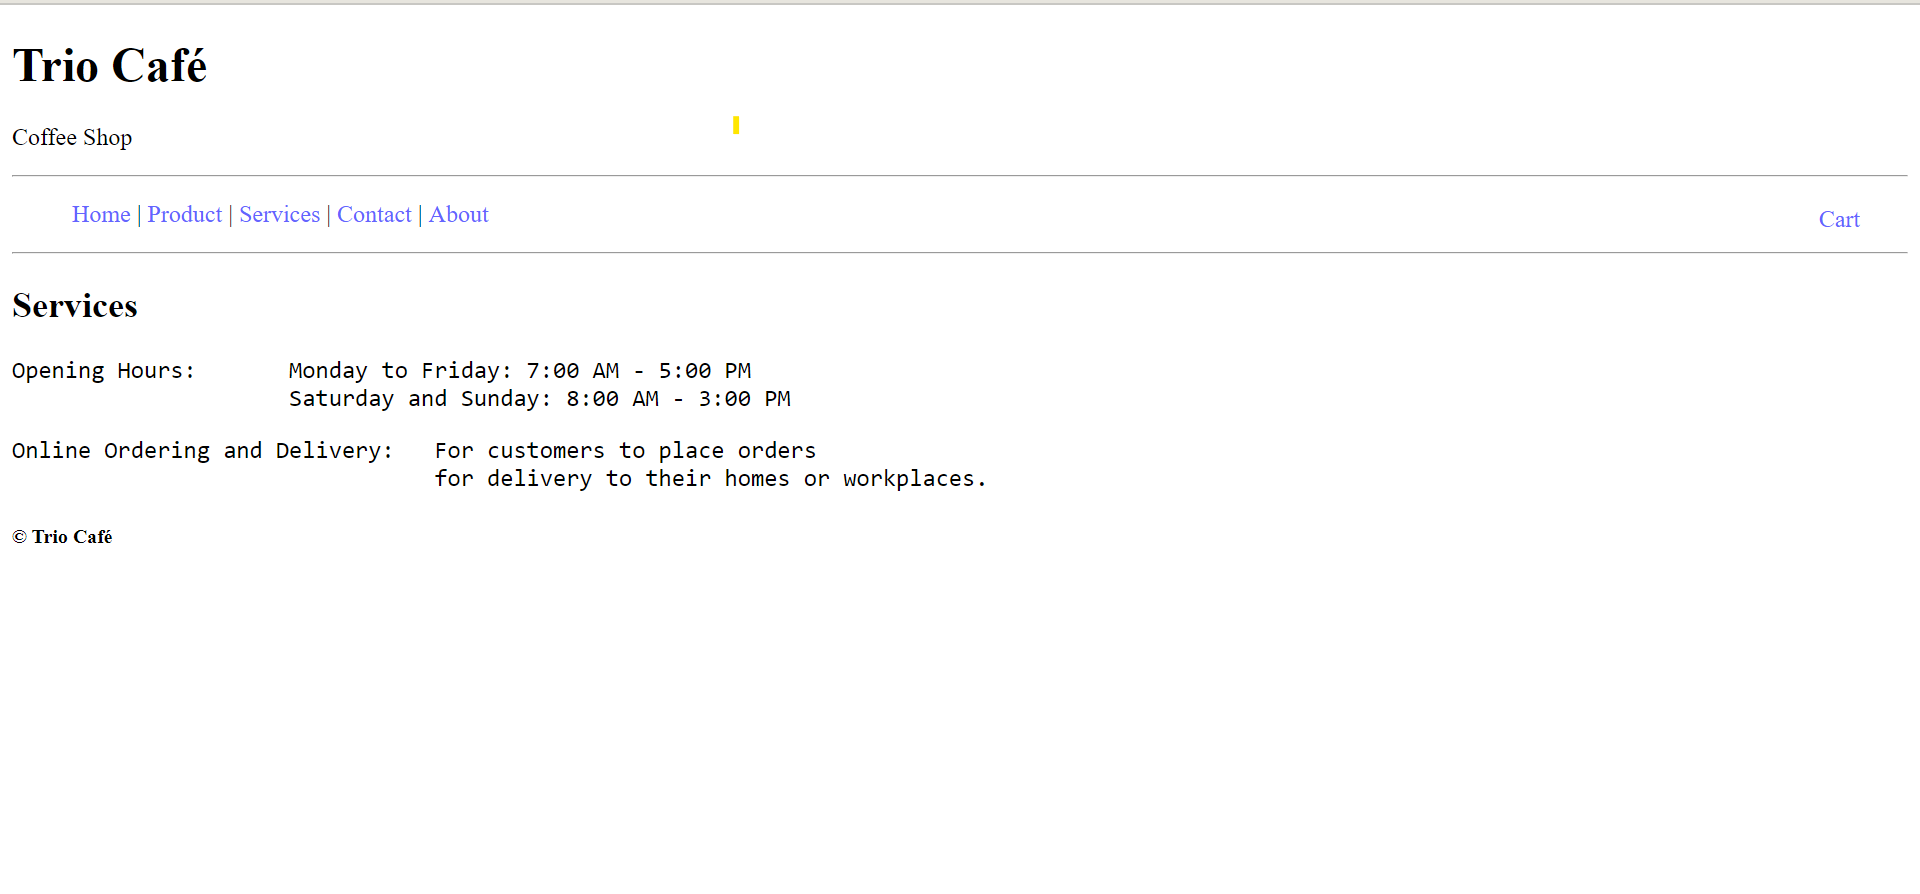 Trio Café
Coffee Shop
Home | Product | Services | Contact | About
Cart
Services
Opening Hours: Monday to Friday: 7:00 AM - 5:00 PM
Saturday and Sunday: 8:00 AM - 3:00 PM
Online Ordering and Delivery: For customers to place orders
for delivery to their homes or workplaces.
© Trio Café